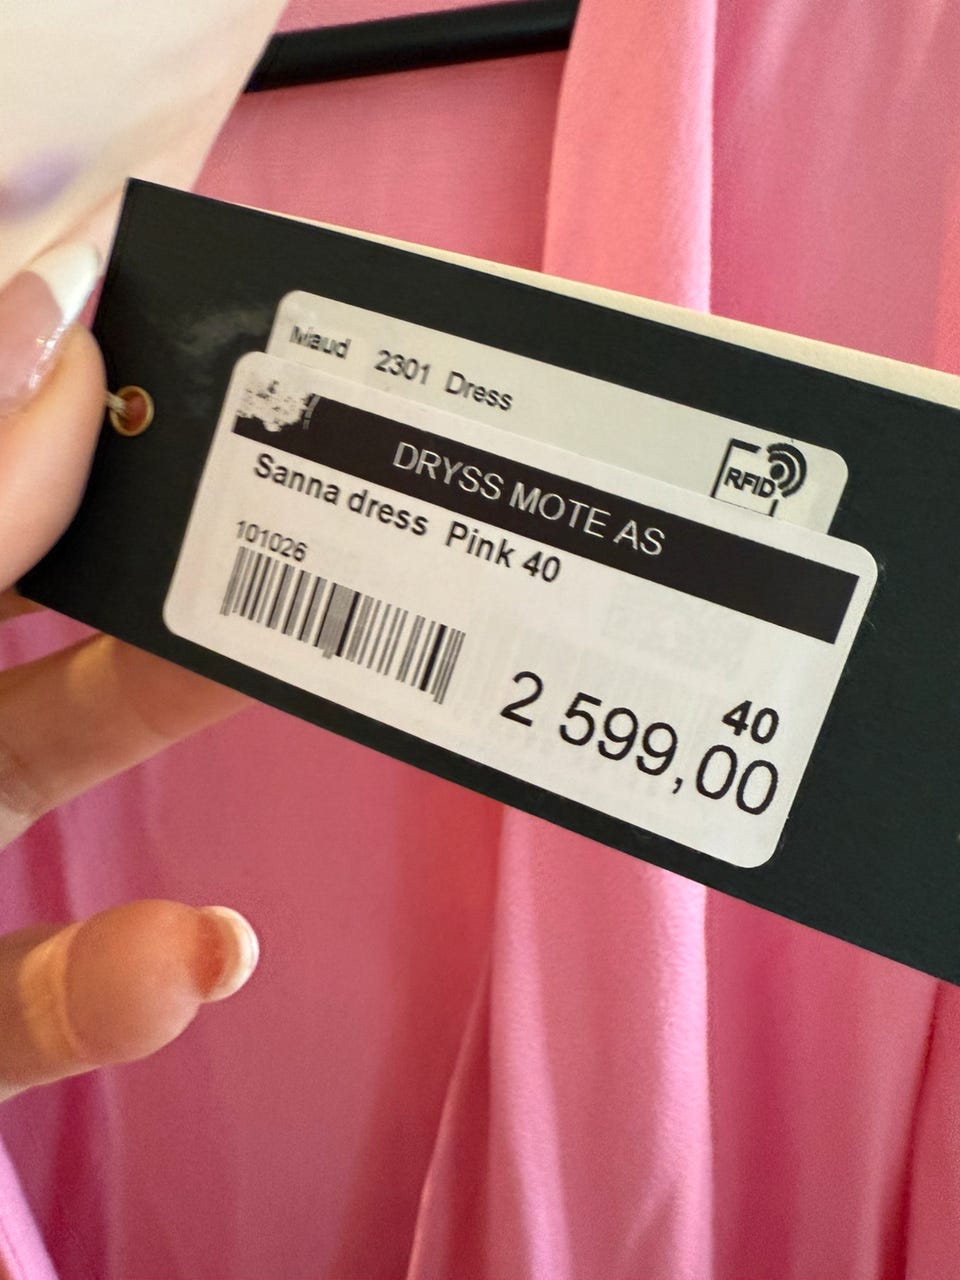 Maud 2301 Dress
RFID
DRYSS MOTE AS
Sanna dress Pink 40
101026
40
2 599,00